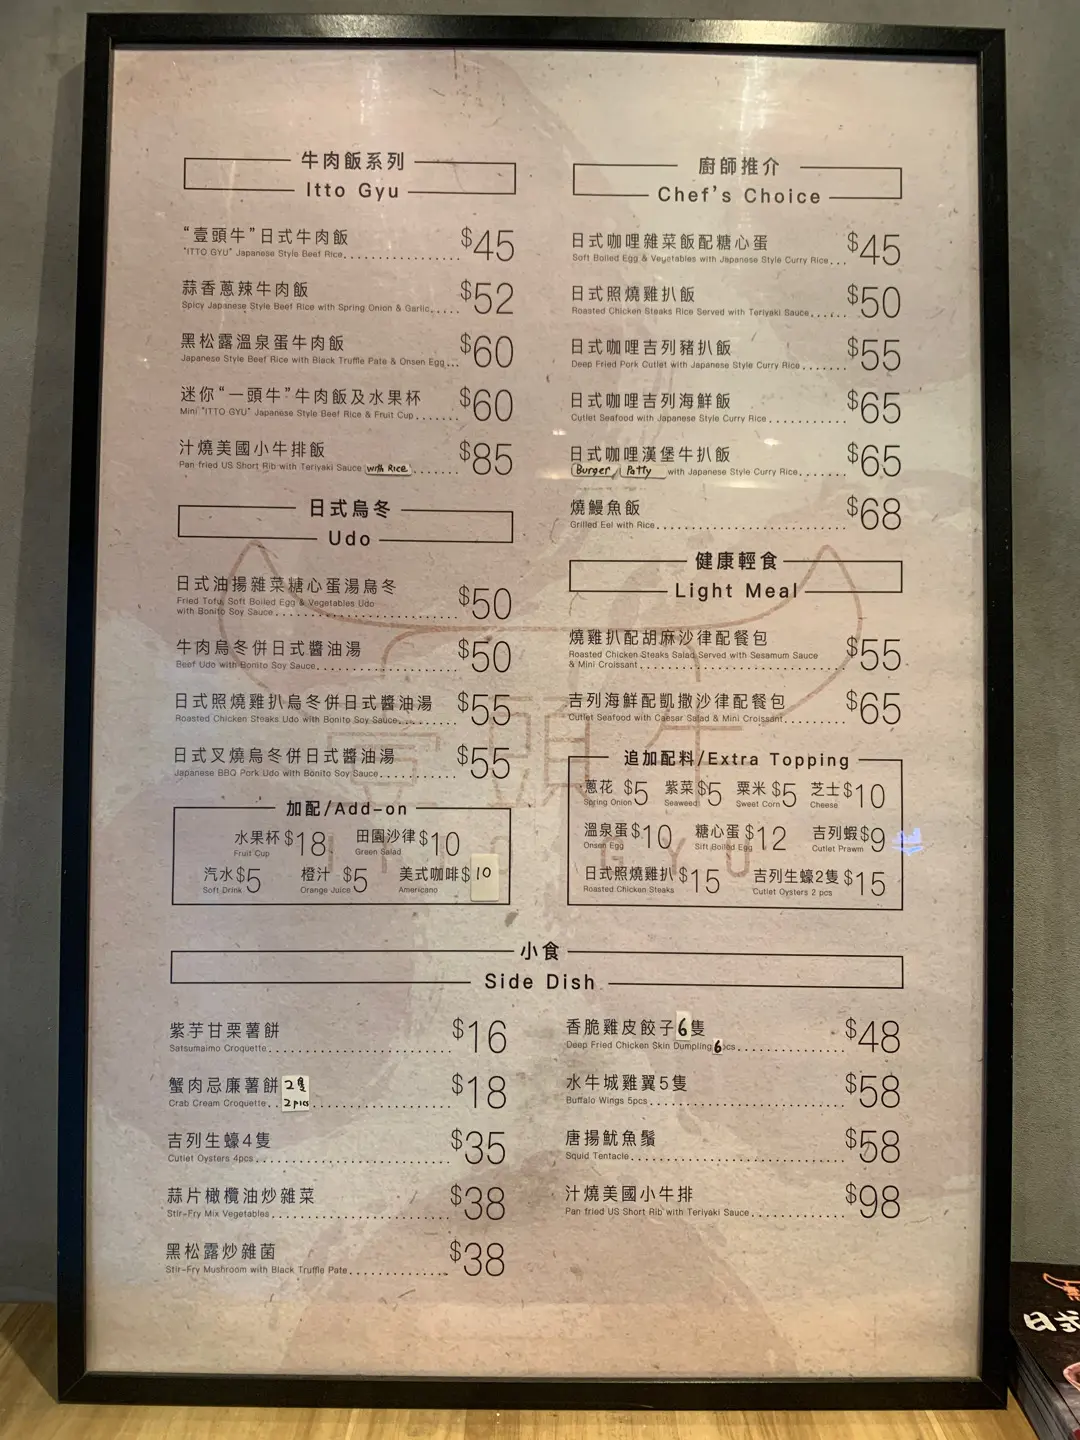 牛肉飯系列
Itto Gyu
“壹頭牛”日式牛肉飯 $45
"ITTO GYU" Japanese Style Beef Rice
蒜香蔥辣牛肉飯 $52
Spicy Japanese Style Beef Rice with Spring Onion & Garlic
黑松露溫泉蛋牛肉飯 $60
Japanese Style Beef Rice with Black Truffle Pate & Onsen Egg
迷你“一頭牛”牛肉飯及水果杯 $60
Mini "ITTO GYU" Japanese Style Beef Rice & Fruit Cup
汁燒美國小牛排飯 $85
Pan fried US Short Rib with Teriyaki Sauce with Rice
日式烏冬
Udo
日式油揚雜菜糖心蛋湯烏冬 $50
Fried Tofu, Soft Boiled Egg & Vegetables Udo
with Bonito Soy Sauce
牛肉烏冬併日式醬油湯 $50
Beef Udo with Bonito Soy Sauce
日式照燒雞扒烏冬併日式醬油湯 $55
Roasted Chicken Steaks Udo with Bonito Soy Sauce
日式叉燒烏冬併日式醬油湯 $55
Japanese BBQ Pork Udo with Bonito Soy Sauce
加配/Add-on
水果杯 $18 田園沙律 $10
Fruit Cup Green Salad
汽水 $5 橙汁 $5 美式咖啡 $10
Soft Drink Orange Juice Americano
廚師推介
Chef's Choice
日式咖哩雜菜飯配糖心蛋 $45
Soft Boiled Egg & Veyetables with Japanese Style Curry Rice
日式照燒雞扒飯 $50
Roasted Chicken Steaks Rice Served with Teriyaki Sauce
日式咖哩吉列豬扒飯 $55
Deep Fried Pork Cutlet with Japanese Style Curry Rice
日式咖哩吉列海鮮飯 $65
Cutlet Seafood with Japanese Style Curry Rice
日式咖哩漢堡牛扒飯 $65
Burger Patty with Japanese Style Curry Rice
燒鰻魚飯 $68
Grilled Eel with Rice
健康輕食
Light Meal
燒雞扒配胡麻沙律配餐包 $55
Roasted Chicken Steaks Salad Served with Sesamum Sauce
& Mini Croissant
吉列海鮮配凱撒沙律配餐包 $65
Cutlet Seafood with Caesar Salad & Mini Croissant
追加配料/Extra Topping
蔥花 $5 紫菜 $5 粟米 $5 芝士 $10
Spring Onion Seaweed Sweet Corn Cheese
溫泉蛋 $10 糖心蛋 $12 吉列蝦 $9
Onsen Egg Sift Boiled Egg Cutlet Prawm
日式照燒雞扒 $15 吉列生蠔2隻 $15
Roasted Chicken Steaks Cutlet Oysters 2 pcs
壹頭牛
ITTO GYU
小食
Side Dish
紫芋甘栗薯餅 $16
Satsumaimo Croquette
蟹肉忌廉薯餅 2隻 $18
Crab Cream Croquette 2pics
吉列生蠔4隻 $35
Cutlet Oysters 4pcs
蒜片橄欖油炒雜菜 $38
Stir-Fry Mix Vegetables
黑松露炒雜菌 $38
Stir-Fry Mushroom with Black Truffle Pate
香脆雞皮餃子6隻 $48
Deep Fried Chicken Skin Dumpling 6pcs
水牛城雞翼5隻 $58
Buffalo Wings 5pcs
唐揚魷魚鬚 $58
Squid Tentacle
汁燒美國小牛排 $98
Pan fried US Short Rib with Teriyaki Sauce
日式